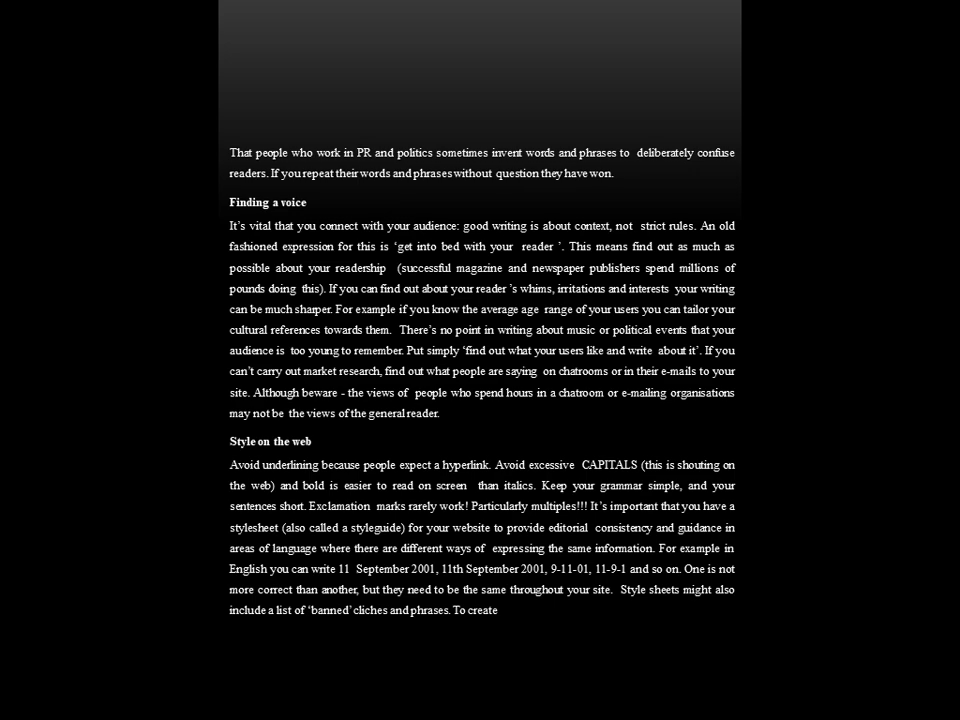 That people who work in PR and politics sometimes invent words and phrases to deliberately confuse
readers. If you repeat their words and phrases without question they have won.
Finding a voice
It’s vital that you connect with your audience: good writing is about context, not strict rules. An old
fashioned expression for this is ‘get into bed with your reader ’. This means find out as much as
possible about your readership (successful magazine and newspaper publishers spend millions of
pounds doing this). If you can find out about your reader ’s whims, irritations and interests your writing
can be much sharper. For example if you know the average age range of your users you can tailor your
cultural references towards them. There’s no point in writing about music or political events that your
audience is too young to remember. Put simply ‘find out what your users like and write about it’. If you
can’t carry out market research, find out what people are saying on chatrooms or in their e-mails to your
site. Although beware - the views of people who spend hours in a chatroom or e-mailing organisations
may not be the views of the general reader.
Style on the web
Avoid underlining because people expect a hyperlink. Avoid excessive CAPITALS (this is shouting on
the web) and bold is easier to read on screen than italics. Keep your grammar simple, and your
sentences short. Exclamation marks rarely work! Particularly multiples!!! It’s important that you have a
stylesheet (also called a styleguide) for your website to provide editorial consistency and guidance in
areas of language where there are different ways of expressing the same information. For example in
English you can write 11 September 2001, 11th September 2001, 9-11-01, 11-9-1 and so on. One is not
more correct than another, but they need to be the same throughout your site. Style sheets might also
include a list of ‘banned’ cliches and phrases. To create